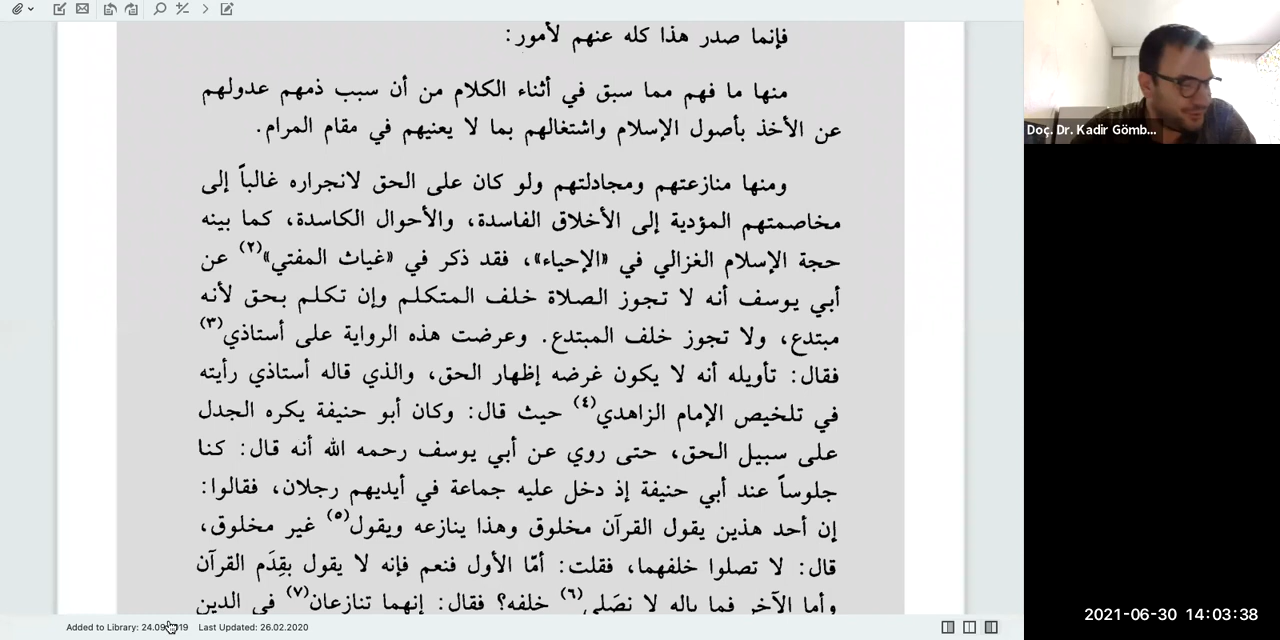 فإنما صدر هذا كله عنهم لأمور:
منها ما فهم مما سبق في أثناء الكلام من أن سبب ذمهم عدولهم
عن الأخذ بأصول الإسلام واشتغالهم بما لا يعنيهم في مقام المرام.
ومنها منازعتهم ومجادلتهم ولو كان على الحق لانجراره غالباً إلى
مخاصمتهم المؤدية إلى الأخلاق الفاسدة، والأحوال الكاسدة، كما بينه
حجة الإسلام الغزالي في «الإحياء»، فقد ذكر في «غياث المفتي»(٢) عن
أبي يوسف أنه لا تجوز الصلاة خلف المتكلم وإن تكلم بحق لأنه
مبتدع، ولا تجوز خلف المبتدع. وعرضت هذه الرواية على أستاذي(٣)
فقال: تأويله أنه لا يكون غرضه إظهار الحق، والذي قاله أستاذي رأيته
في تلخيص الإمام الزاهدي(٤) حيث قال: وكان أبو حنيفة يكره الجدل
على سبيل الحق، حتى روي عن أبي يوسف رحمه الله أنه قال: كنا
جلوساً عند أبي حنيفة إذ دخل عليه جماعة في أيديهم رجلان، فقالوا:
إن أحد هذين يقول القرآن مخلوق وهذا ينازعه ويقول(٥) غير مخلوق،
قال: لا تصلوا خلفهما، فقلت: أمّا الأول فنعم فإنه لا يقول بقِدَم القرآن
وأما الآخر فما باله لا نصَلي(٦) خلفه؟ فقال: إنهما تنازعان(٧) في الدين
Added to Library: 24.09.2019 Last Updated: 26.02.2020
Doç. Dr. Kadir Gömb...
2021-06-30 14:03:38